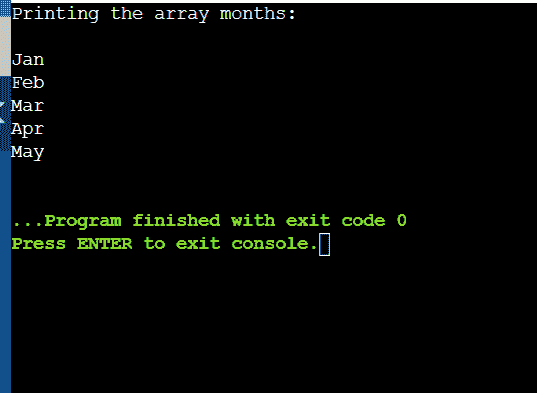 Printing the array months:
Jan
Feb
Mar
Apr
May
...Program finished with exit code 0
Press ENTER to exit console.